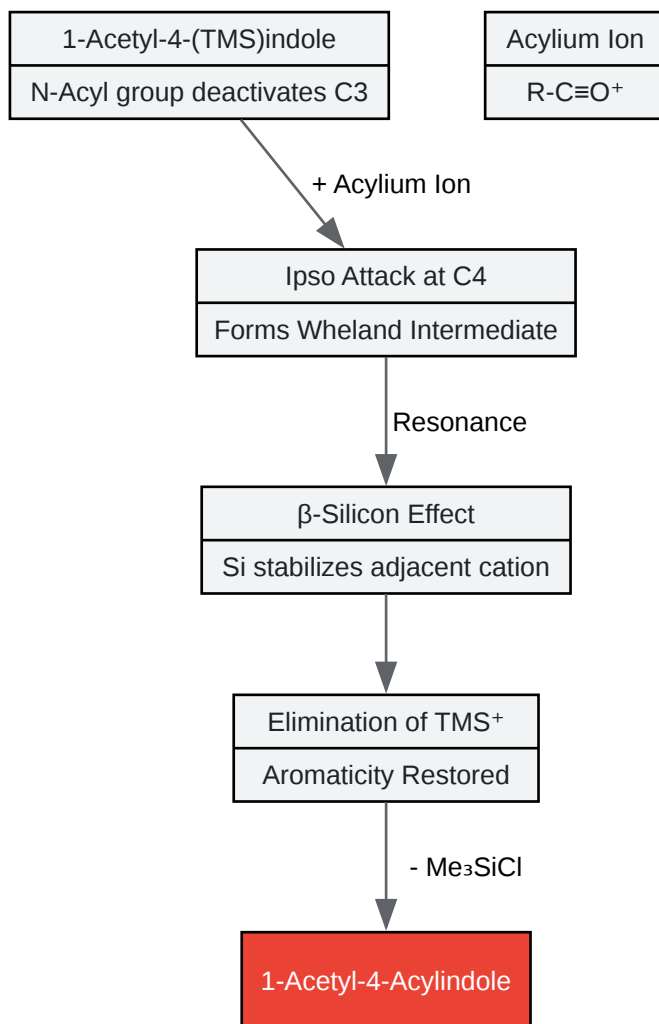 1-Acetyl-4-(TMS)indole
N-Acyl group deactivates C3
Acylium Ion
R-C≡O⁺
+ Acylium Ion
Ipso Attack at C4
Forms Wheland Intermediate
Resonance
β-Silicon Effect
Si stabilizes adjacent cation
Elimination of TMS⁺
Aromaticity Restored
- Me₃SiCl
1-Acetyl-4-Acylindole